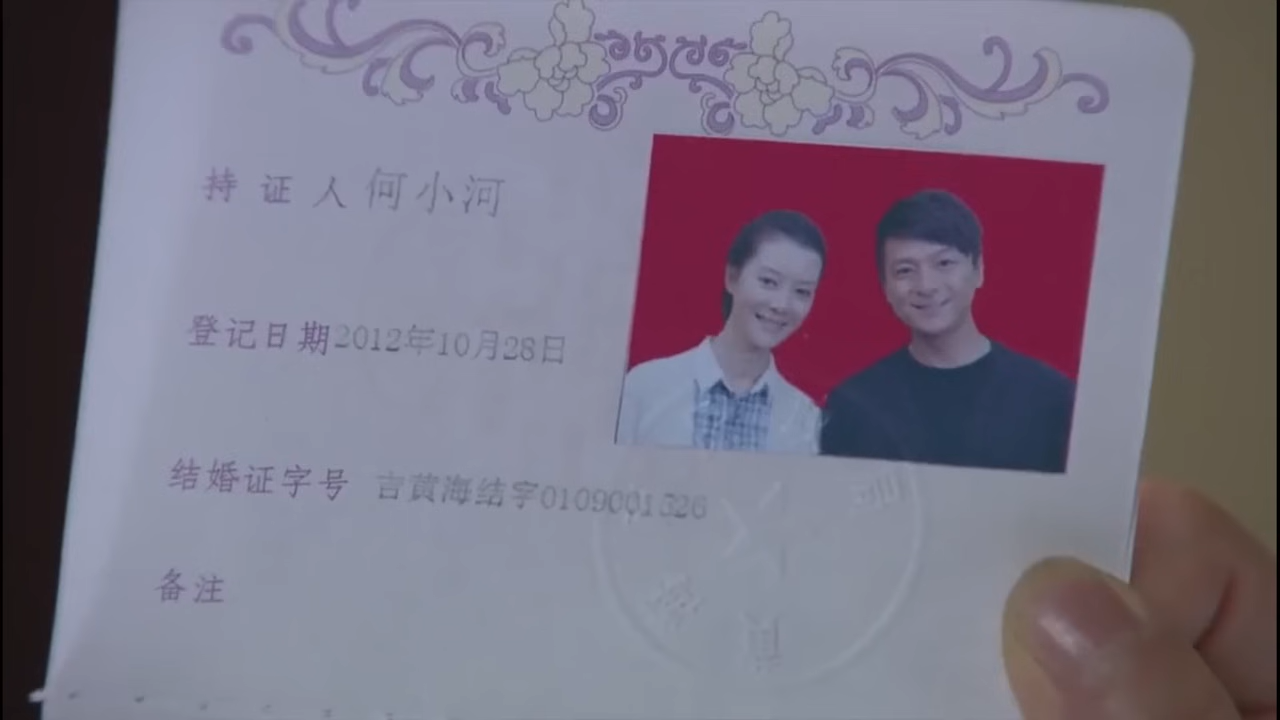 持证人何小河
登记日期2012年10月28日
结婚证字号 吉黄海结字0109001326
备注